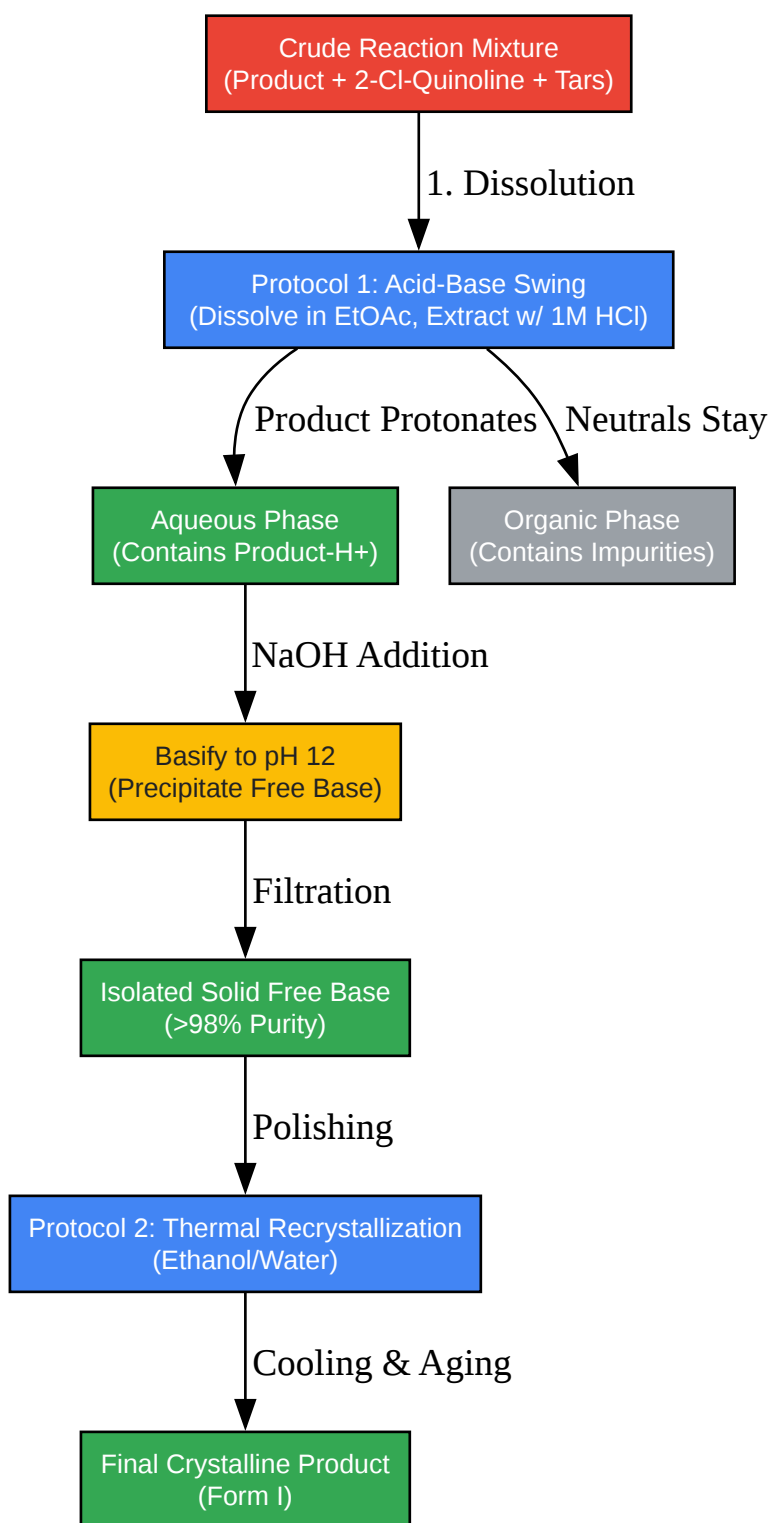 Crude Reaction Mixture
(Product + 2-Cl-Quinoline + Tars)
1. Dissolution
Protocol 1: Acid-Base Swing
(Dissolve in EtOAc, Extract w/ 1M HCl)
Product Protonates
Neutrals Stay
Aqueous Phase
(Contains Product-H+)
Organic Phase
(Contains Impurities)
NaOH Addition
Basify to pH 12
(Precipitate Free Base)
Filtration
Isolated Solid Free Base
(>98% Purity)
Polishing
Protocol 2: Thermal Recrystallization
(Ethanol/Water)
Cooling & Aging
Final Crystalline Product
(Form I)